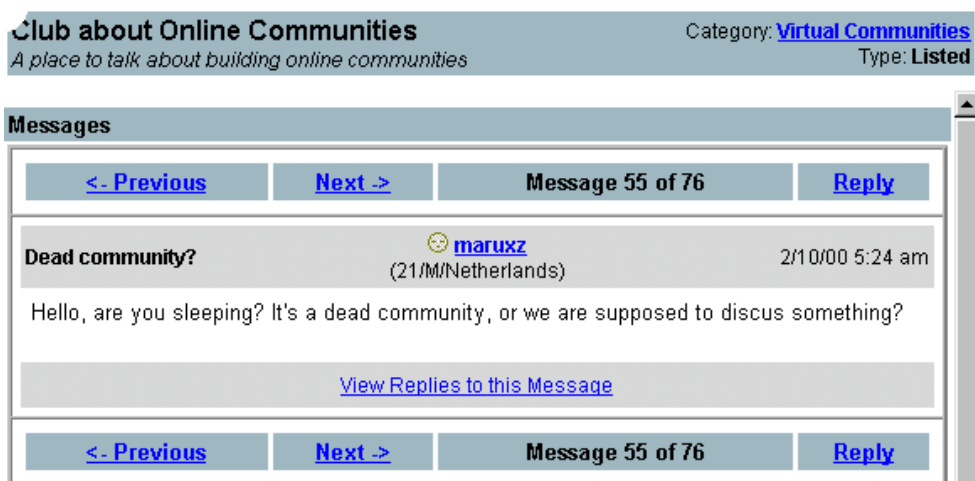 Club about Online Communities
Category: Virtual Communities
A place to talk about building online communities
Type: Listed
Messages
<- Previous
Next ->
Message 55 of 76
Reply
Dead community?
maruxz
(21/M/Netherlands)
2/10/00 5:24 am
Hello, are you sleeping? It's a dead community, or we are supposed to discus something?
View Replies to this Message
<- Previous
Next ->
Message 55 of 76
Reply